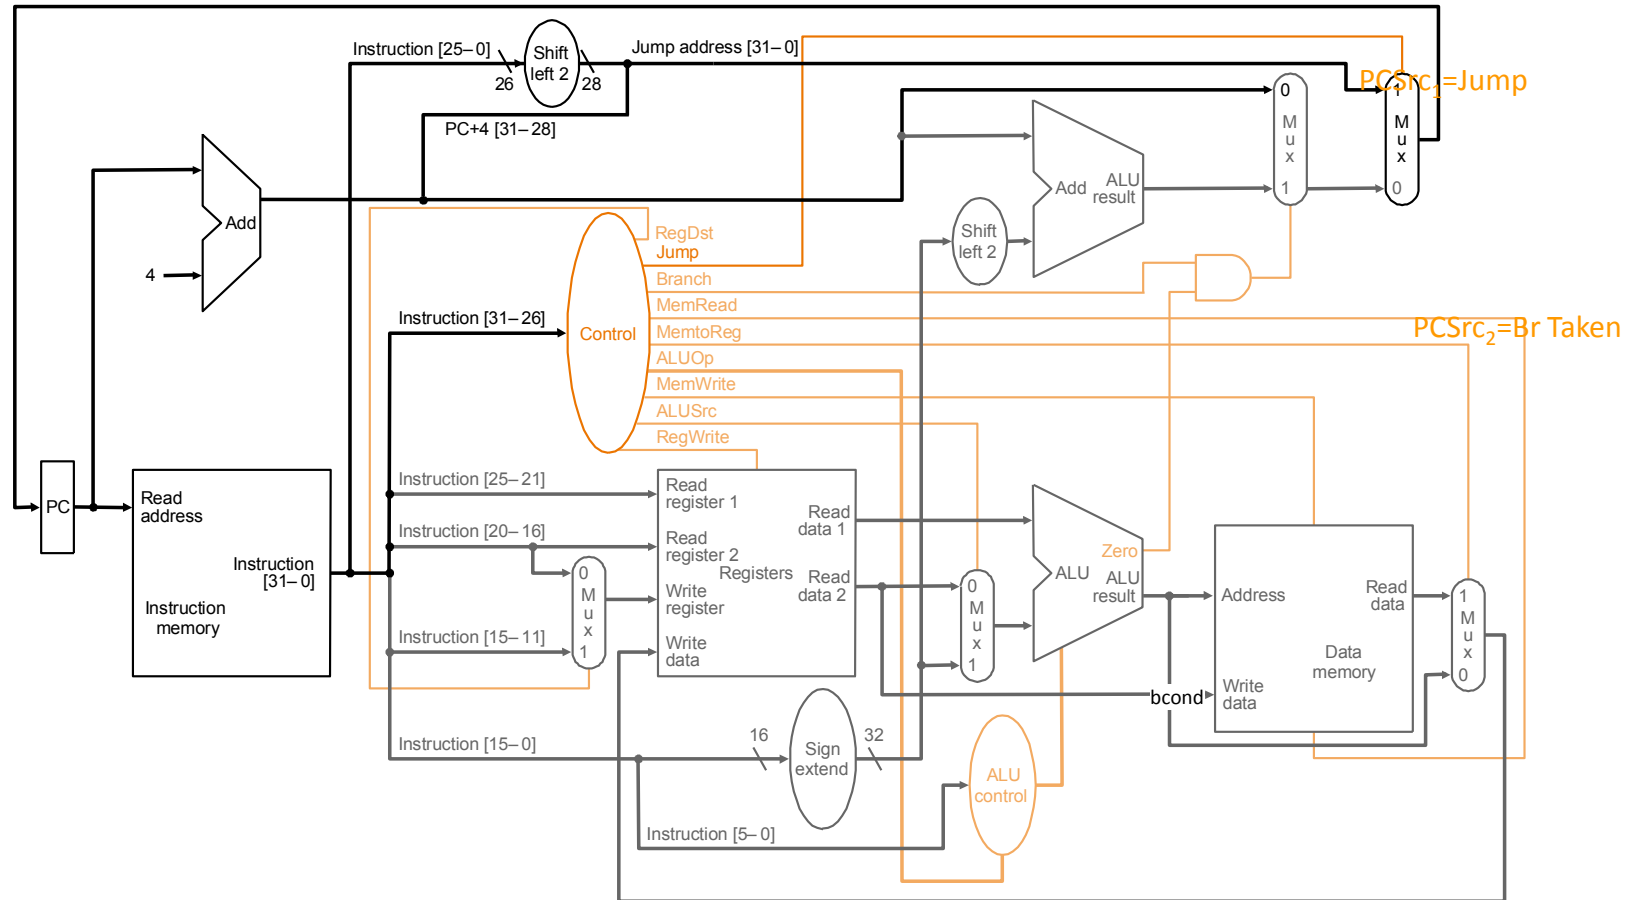 Instruction [25–0]
Shift
left 2
Jump address [31–0]
26
28
PC+4 [31–28]
PCSrc1=Jump
0
M
u
x
1
1
M
u
x
0
Add
ALU
result
Add
4
Shift
left 2
RegDst
Jump
Branch
MemRead
MemtoReg
ALUOp
MemWrite
ALUSrc
RegWrite
Control
Instruction [31–26]
PCSrc2=Br Taken
PC
Read
address
Instruction
[31–0]
Instruction
memory
Instruction [25–21]
Instruction [20–16]
Instruction [15–11]
0
M
u
x
1
Read
register 1
Read
register 2
Write
register
Write
data
Registers
Read
data 1
Read
data 2
0
M
u
x
1
Zero
ALU
ALU
result
Address
Read
data
Data
memory
Write
data
bcond
1
M
u
x
0
Instruction [15–0]
16
Sign
extend
32
ALU
control
Instruction [5–0]